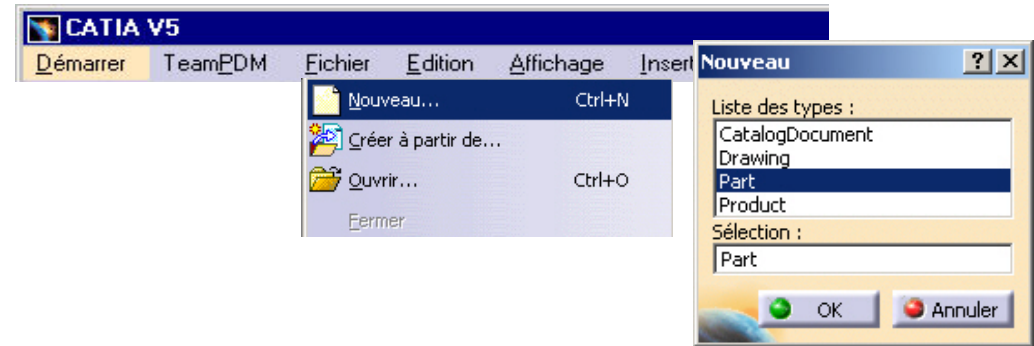 CATIA V5
Démarrer TeamPDM Fichier Edition Affichage Insert
Nouveau... Ctrl+N
Créer à partir de...
Ouvrir... Ctrl+O
Fermer
Nouveau ? X
Liste des types :
CatalogDocument
Drawing
Part
Product
Sélection :
Part
OK Annuler